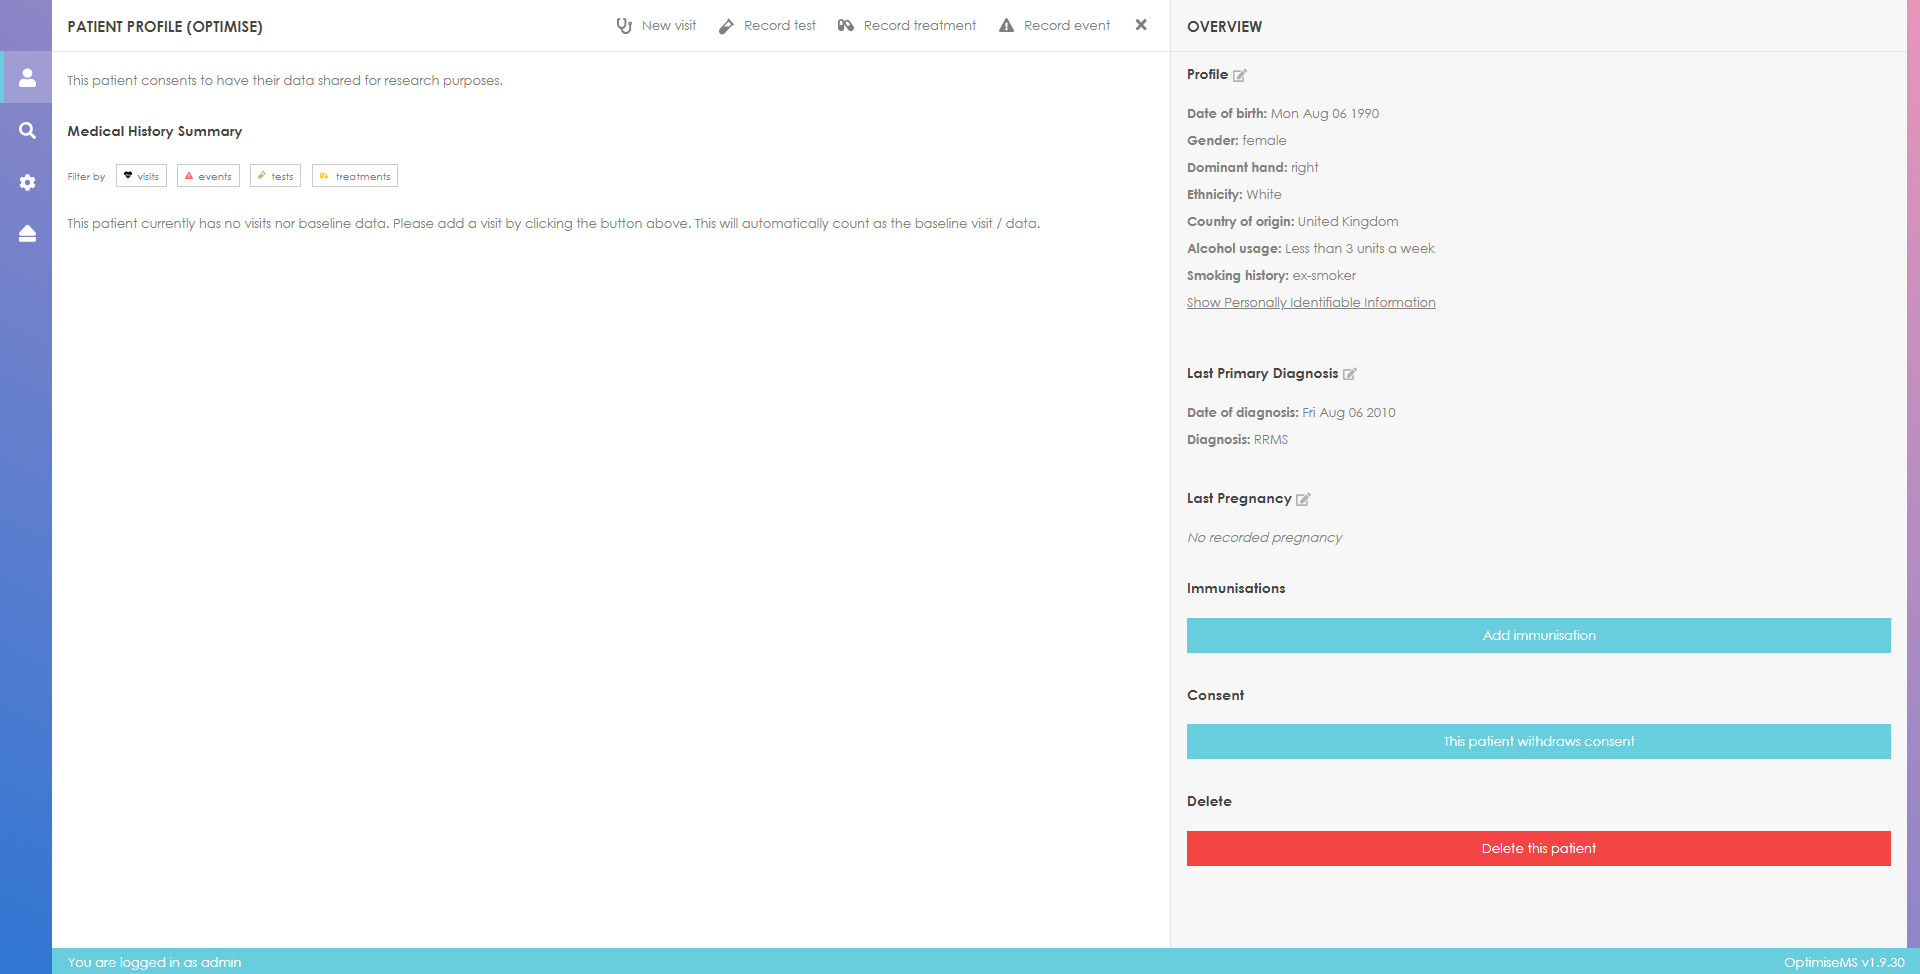 PATIENT PROFILE (OPTIMISE)
New visit
Record test
Record treatment
Record event
This patient consents to have their data shared for research purposes.
Medical History Summary
Filter by
visits
events
tests
treatments
This patient currently has no visits nor baseline data. Please add a visit by clicking the button above. This will automatically count as the baseline visit / data.
OVERVIEW
Profile
Date of birth: Mon Aug 06 1990
Gender: female
Dominant hand: right
Ethnicity: White
Country of origin: United Kingdom
Alcohol usage: Less than 3 units a week
Smoking history: ex-smoker
Show Personally Identifiable Information
Last Primary Diagnosis
Date of diagnosis: Fri Aug 06 2010
Diagnosis: RRMS
Last Pregnancy
No recorded pregnancy
Immunisations
Add immunisation
Consent
This patient withdraws consent
Delete
Delete this patient
You are logged in as admin
OptimiseMS v1.9.30